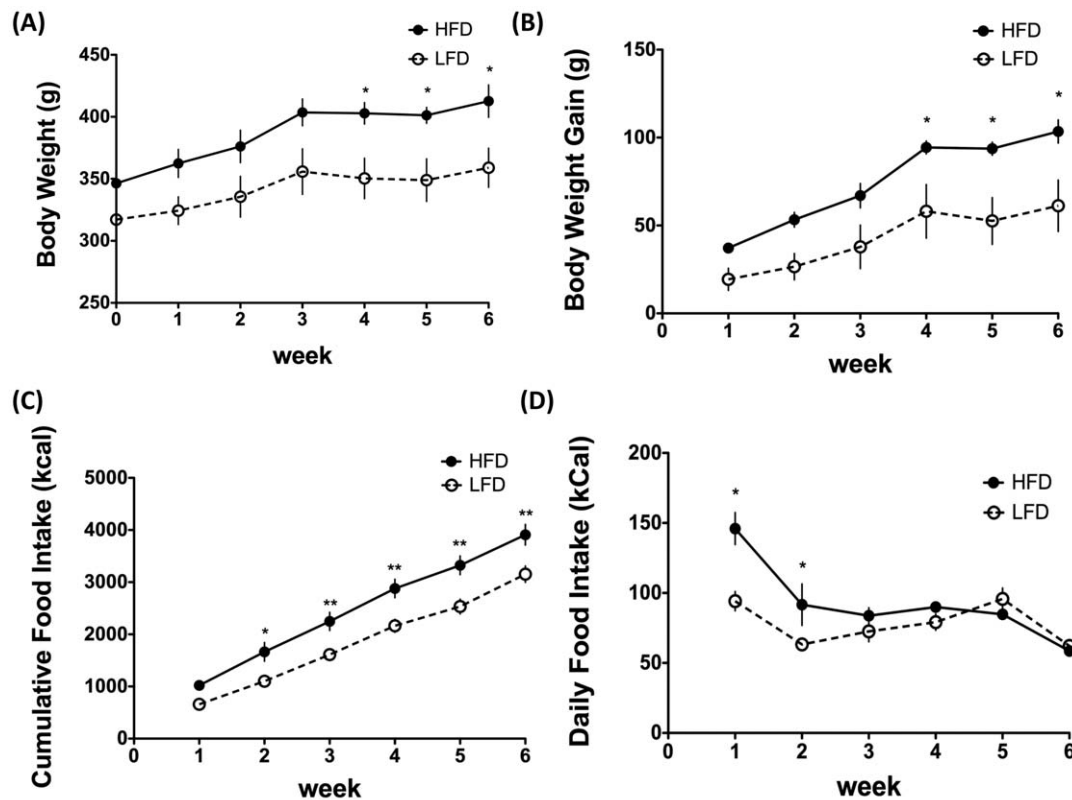 (A)
HFD
LFD
Body Weight (g)
450
400
350
300
250
* * *
0 1 2 3 4 5 6
week
(B)
HFD
LFD
Body Weight Gain (g)
150
100
50
0
* * *
0 1 2 3 4 5 6
week
(C)
HFD
LFD
Cumulative Food Intake (kcal)
5000
4000
3000
2000
1000
0
* ** ** ** **
0 1 2 3 4 5 6
week
(D)
HFD
LFD
Daily Food Intake (kCal)
200
150
100
50
0
* *
0 1 2 3 4 5 6
week